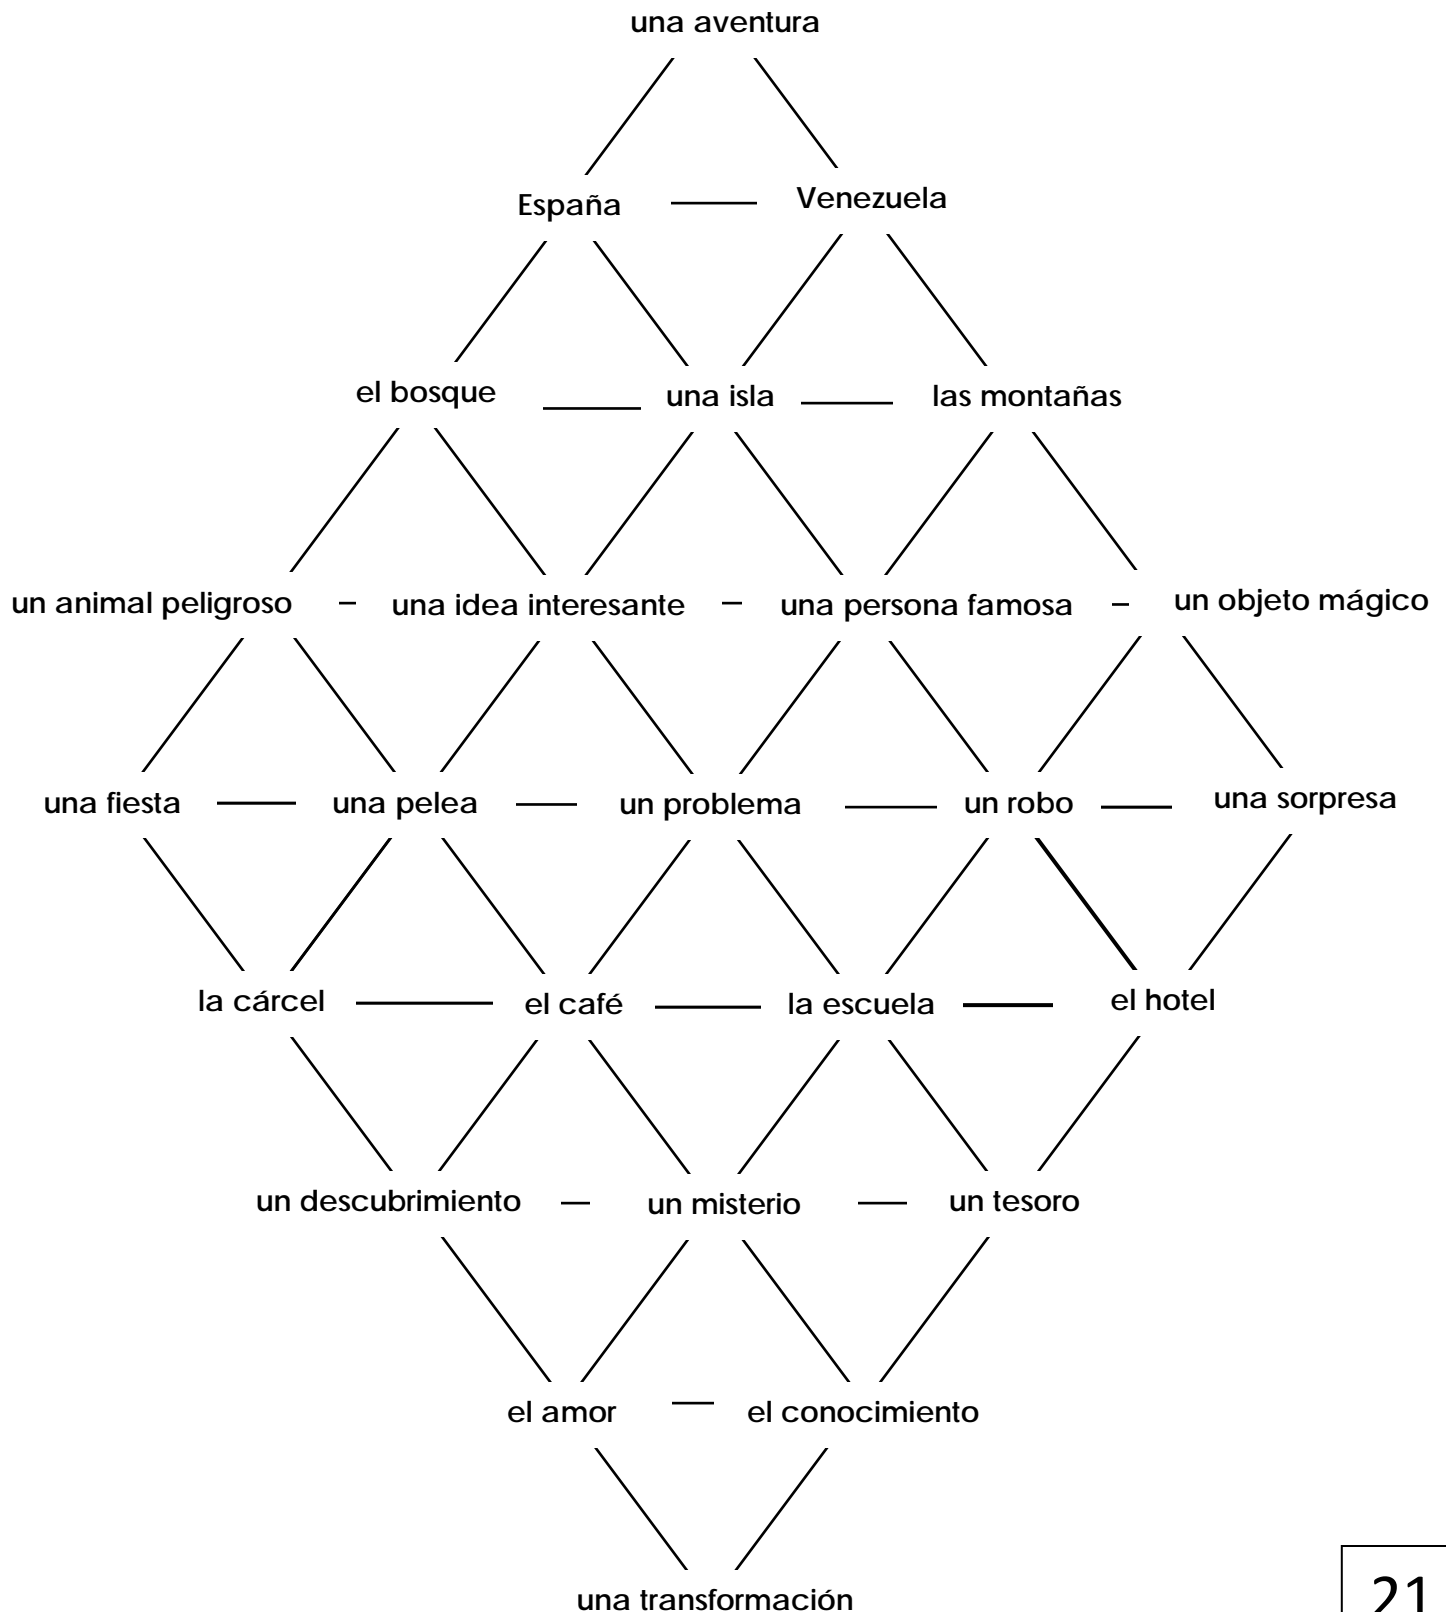 una aventura
España Venezuela
el bosque una isla las montañas
un animal peligroso una idea interesante una persona famosa un objeto mágico
una fiesta una pelea un problema un robo una sorpresa
la cárcel el café la escuela el hotel
un descubrimiento un misterio un tesoro
el amor el conocimiento
una transformación
21